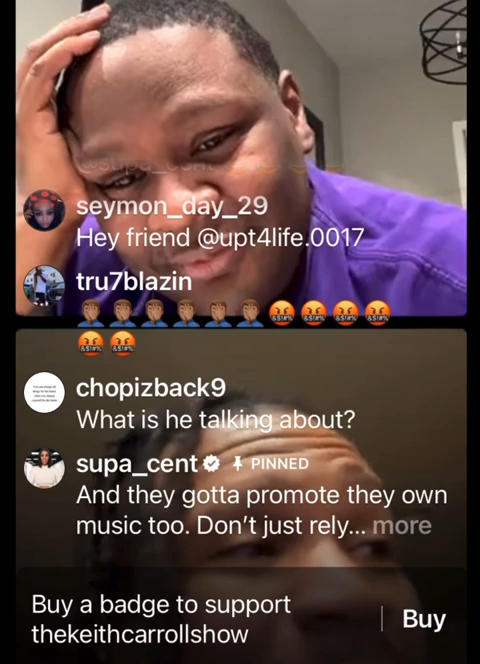 seymon_day_29
Hey friend @upt4life.0017
tru7blazin
🤦🏽‍♂️🤦🏽‍♂️🤦🏽‍♂️🤦🏽‍♂️🤦🏽‍♂️🤦🏽‍♂️🤬🤬🤬🤬
🤬🤬
chopizback9
What is he talking about?
supa_cent PINNED
And they gotta promote they own
music too. Don't just rely... more
Buy a badge to support
thekeithcarrollshow
Buy